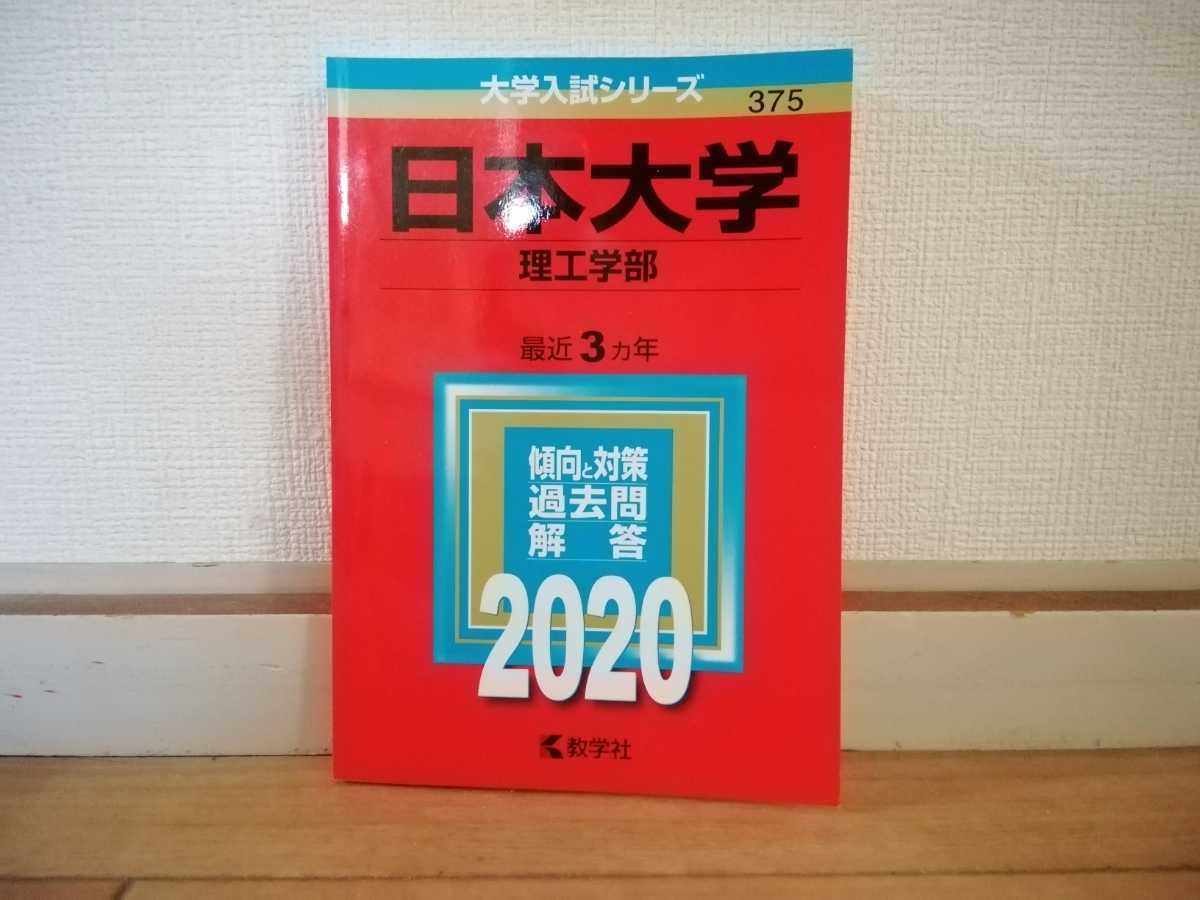 大学入試シリーズ
375
日本大学
理工学部
最近3カ年
傾向と対策
過去問
解答
2020
教学社